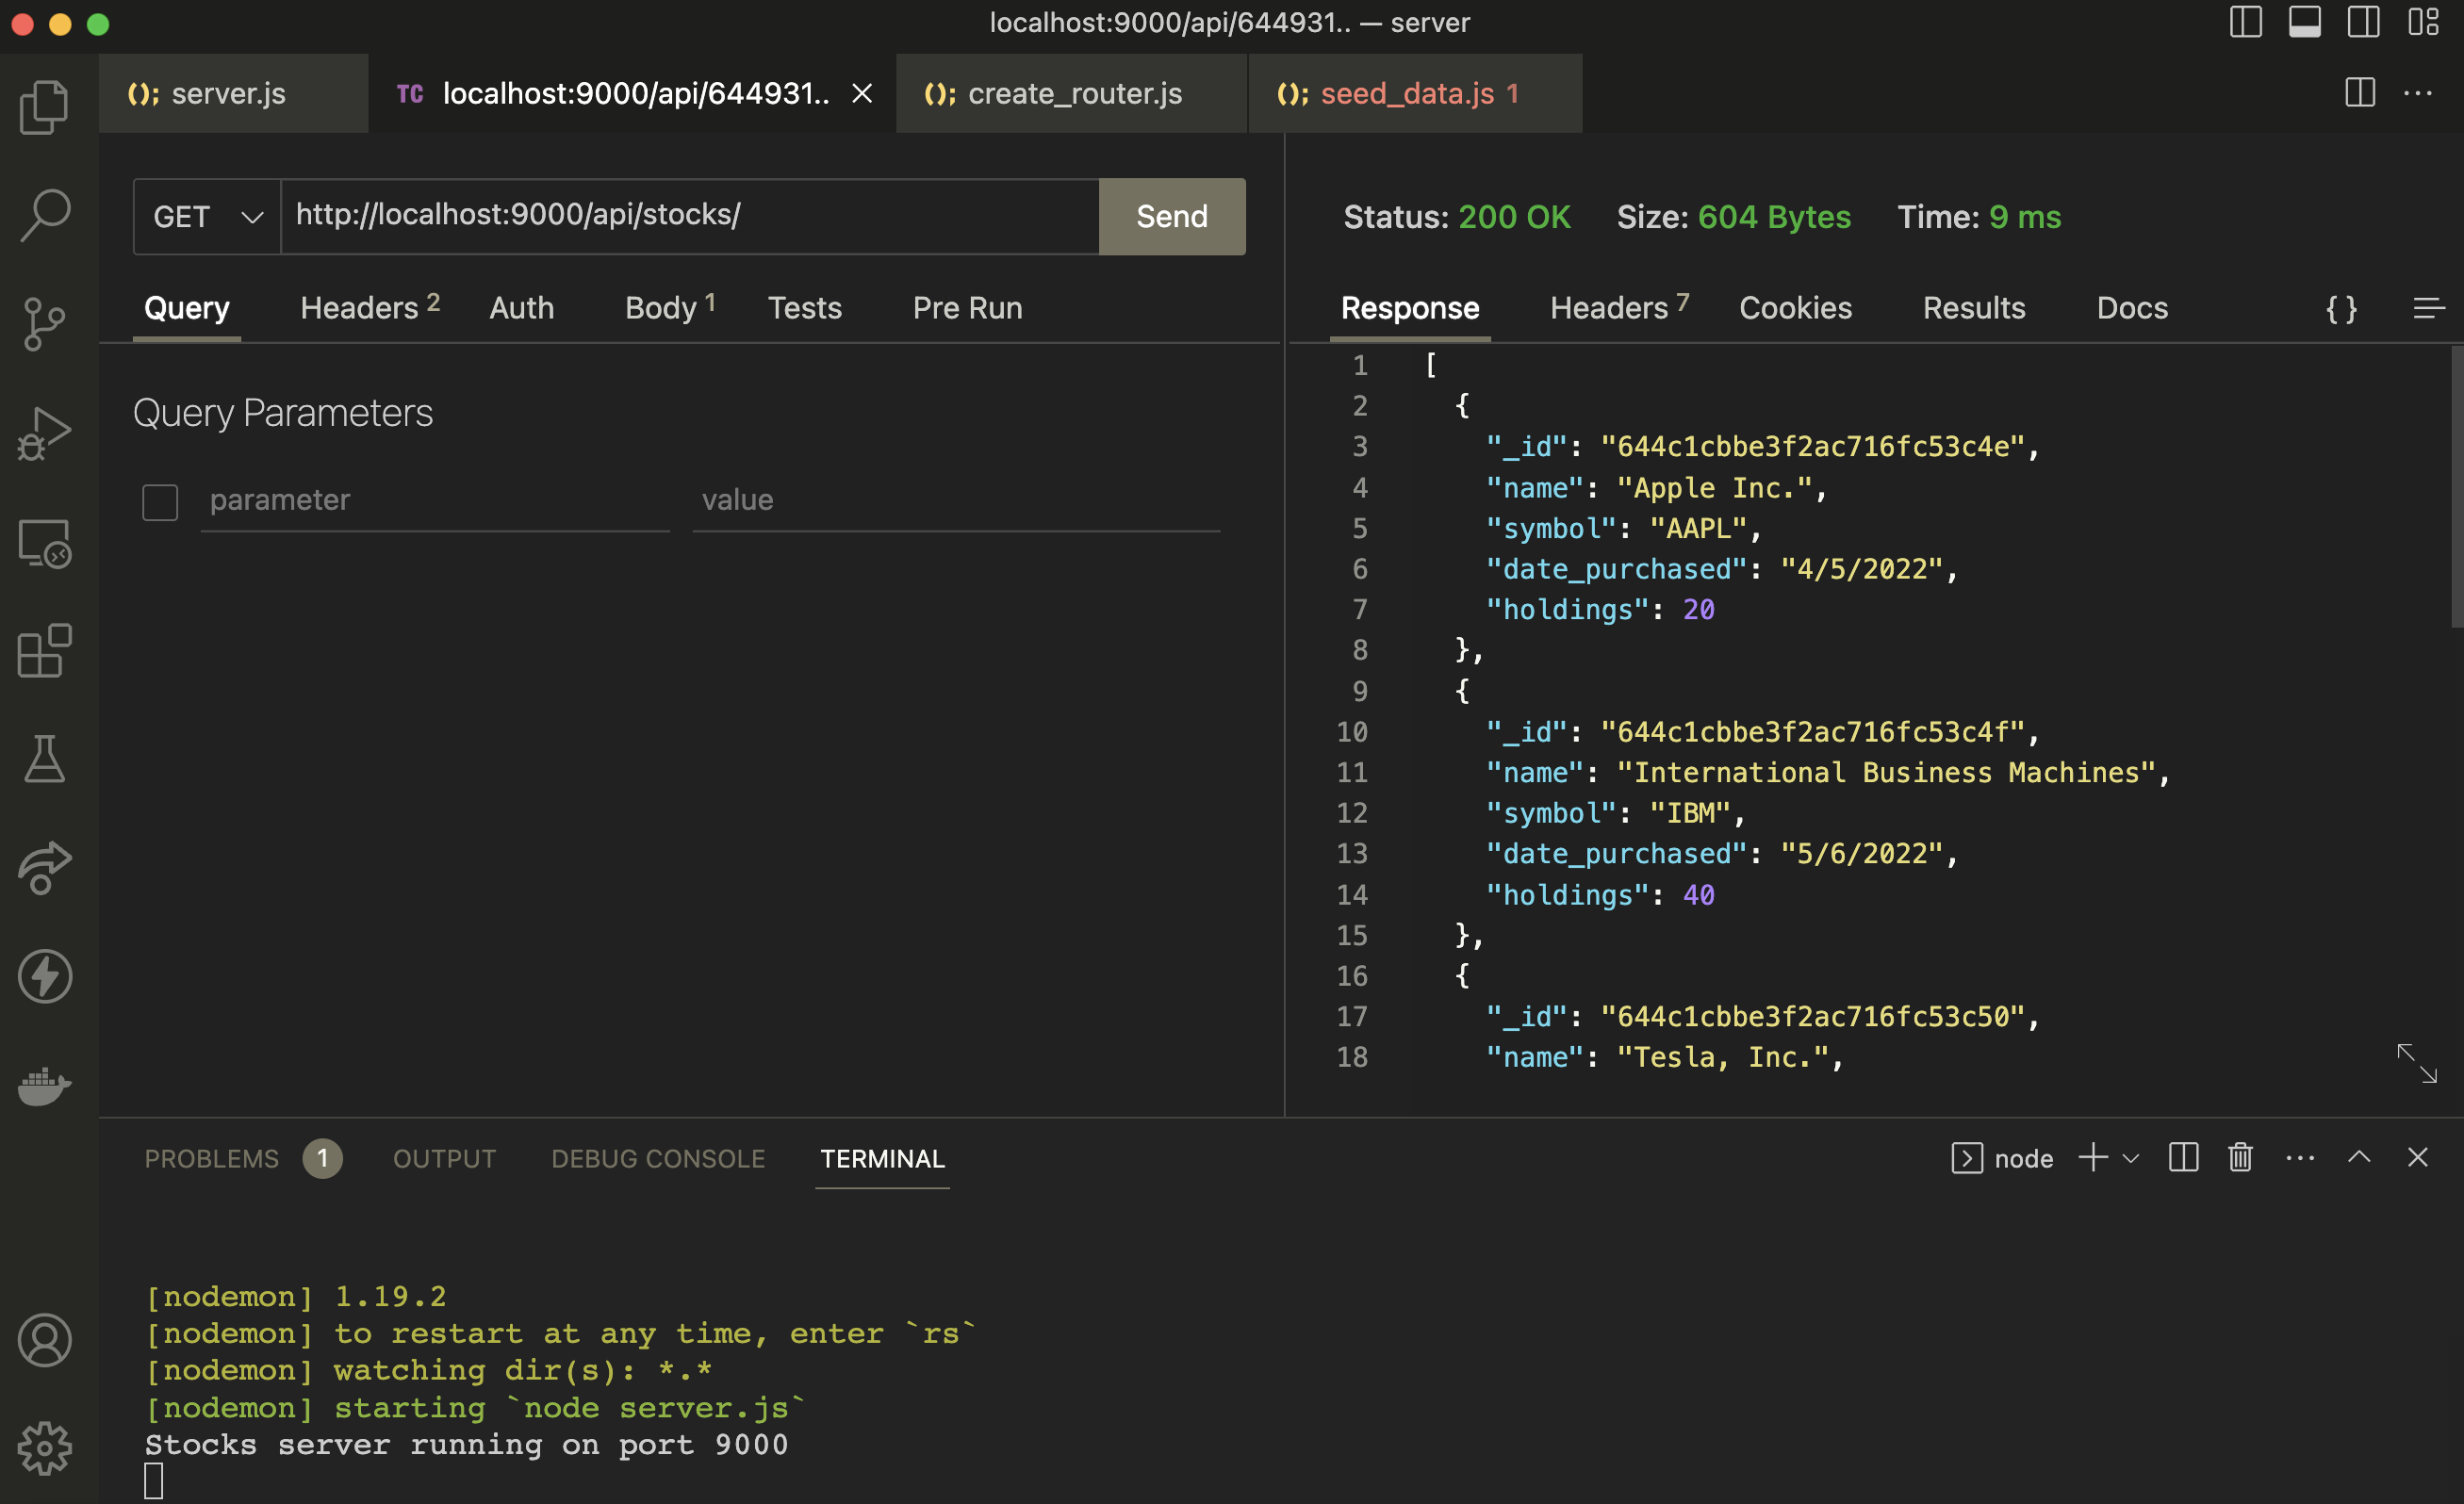 localhost:9000/api/644931.. — server
server.js
TC localhost:9000/api/644931..
create_router.js
seed_data.js 1
GET http://localhost:9000/api/stocks/ Send
Status: 200 OK Size: 604 Bytes Time: 9 ms
Query Headers 2 Auth Body 1 Tests Pre Run
Response Headers 7 Cookies Results Docs { }
Query Parameters
parameter value
1 [
2 {
3 "_id": "644c1cbbe3f2ac716fc53c4e",
4 "name": "Apple Inc.",
5 "symbol": "AAPL",
6 "date_purchased": "4/5/2022",
7 "holdings": 20
8 },
9 {
10 "_id": "644c1cbbe3f2ac716fc53c4f",
11 "name": "International Business Machines",
12 "symbol": "IBM",
13 "date_purchased": "5/6/2022",
14 "holdings": 40
15 },
16 {
17 "_id": "644c1cbbe3f2ac716fc53c50",
18 "name": "Tesla, Inc.",
PROBLEMS 1 OUTPUT DEBUG CONSOLE TERMINAL node
[nodemon] 1.19.2
[nodemon] to restart at any time, enter `rs`
[nodemon] watching dir(s): *.*
[nodemon] starting `node server.js`
Stocks server running on port 9000